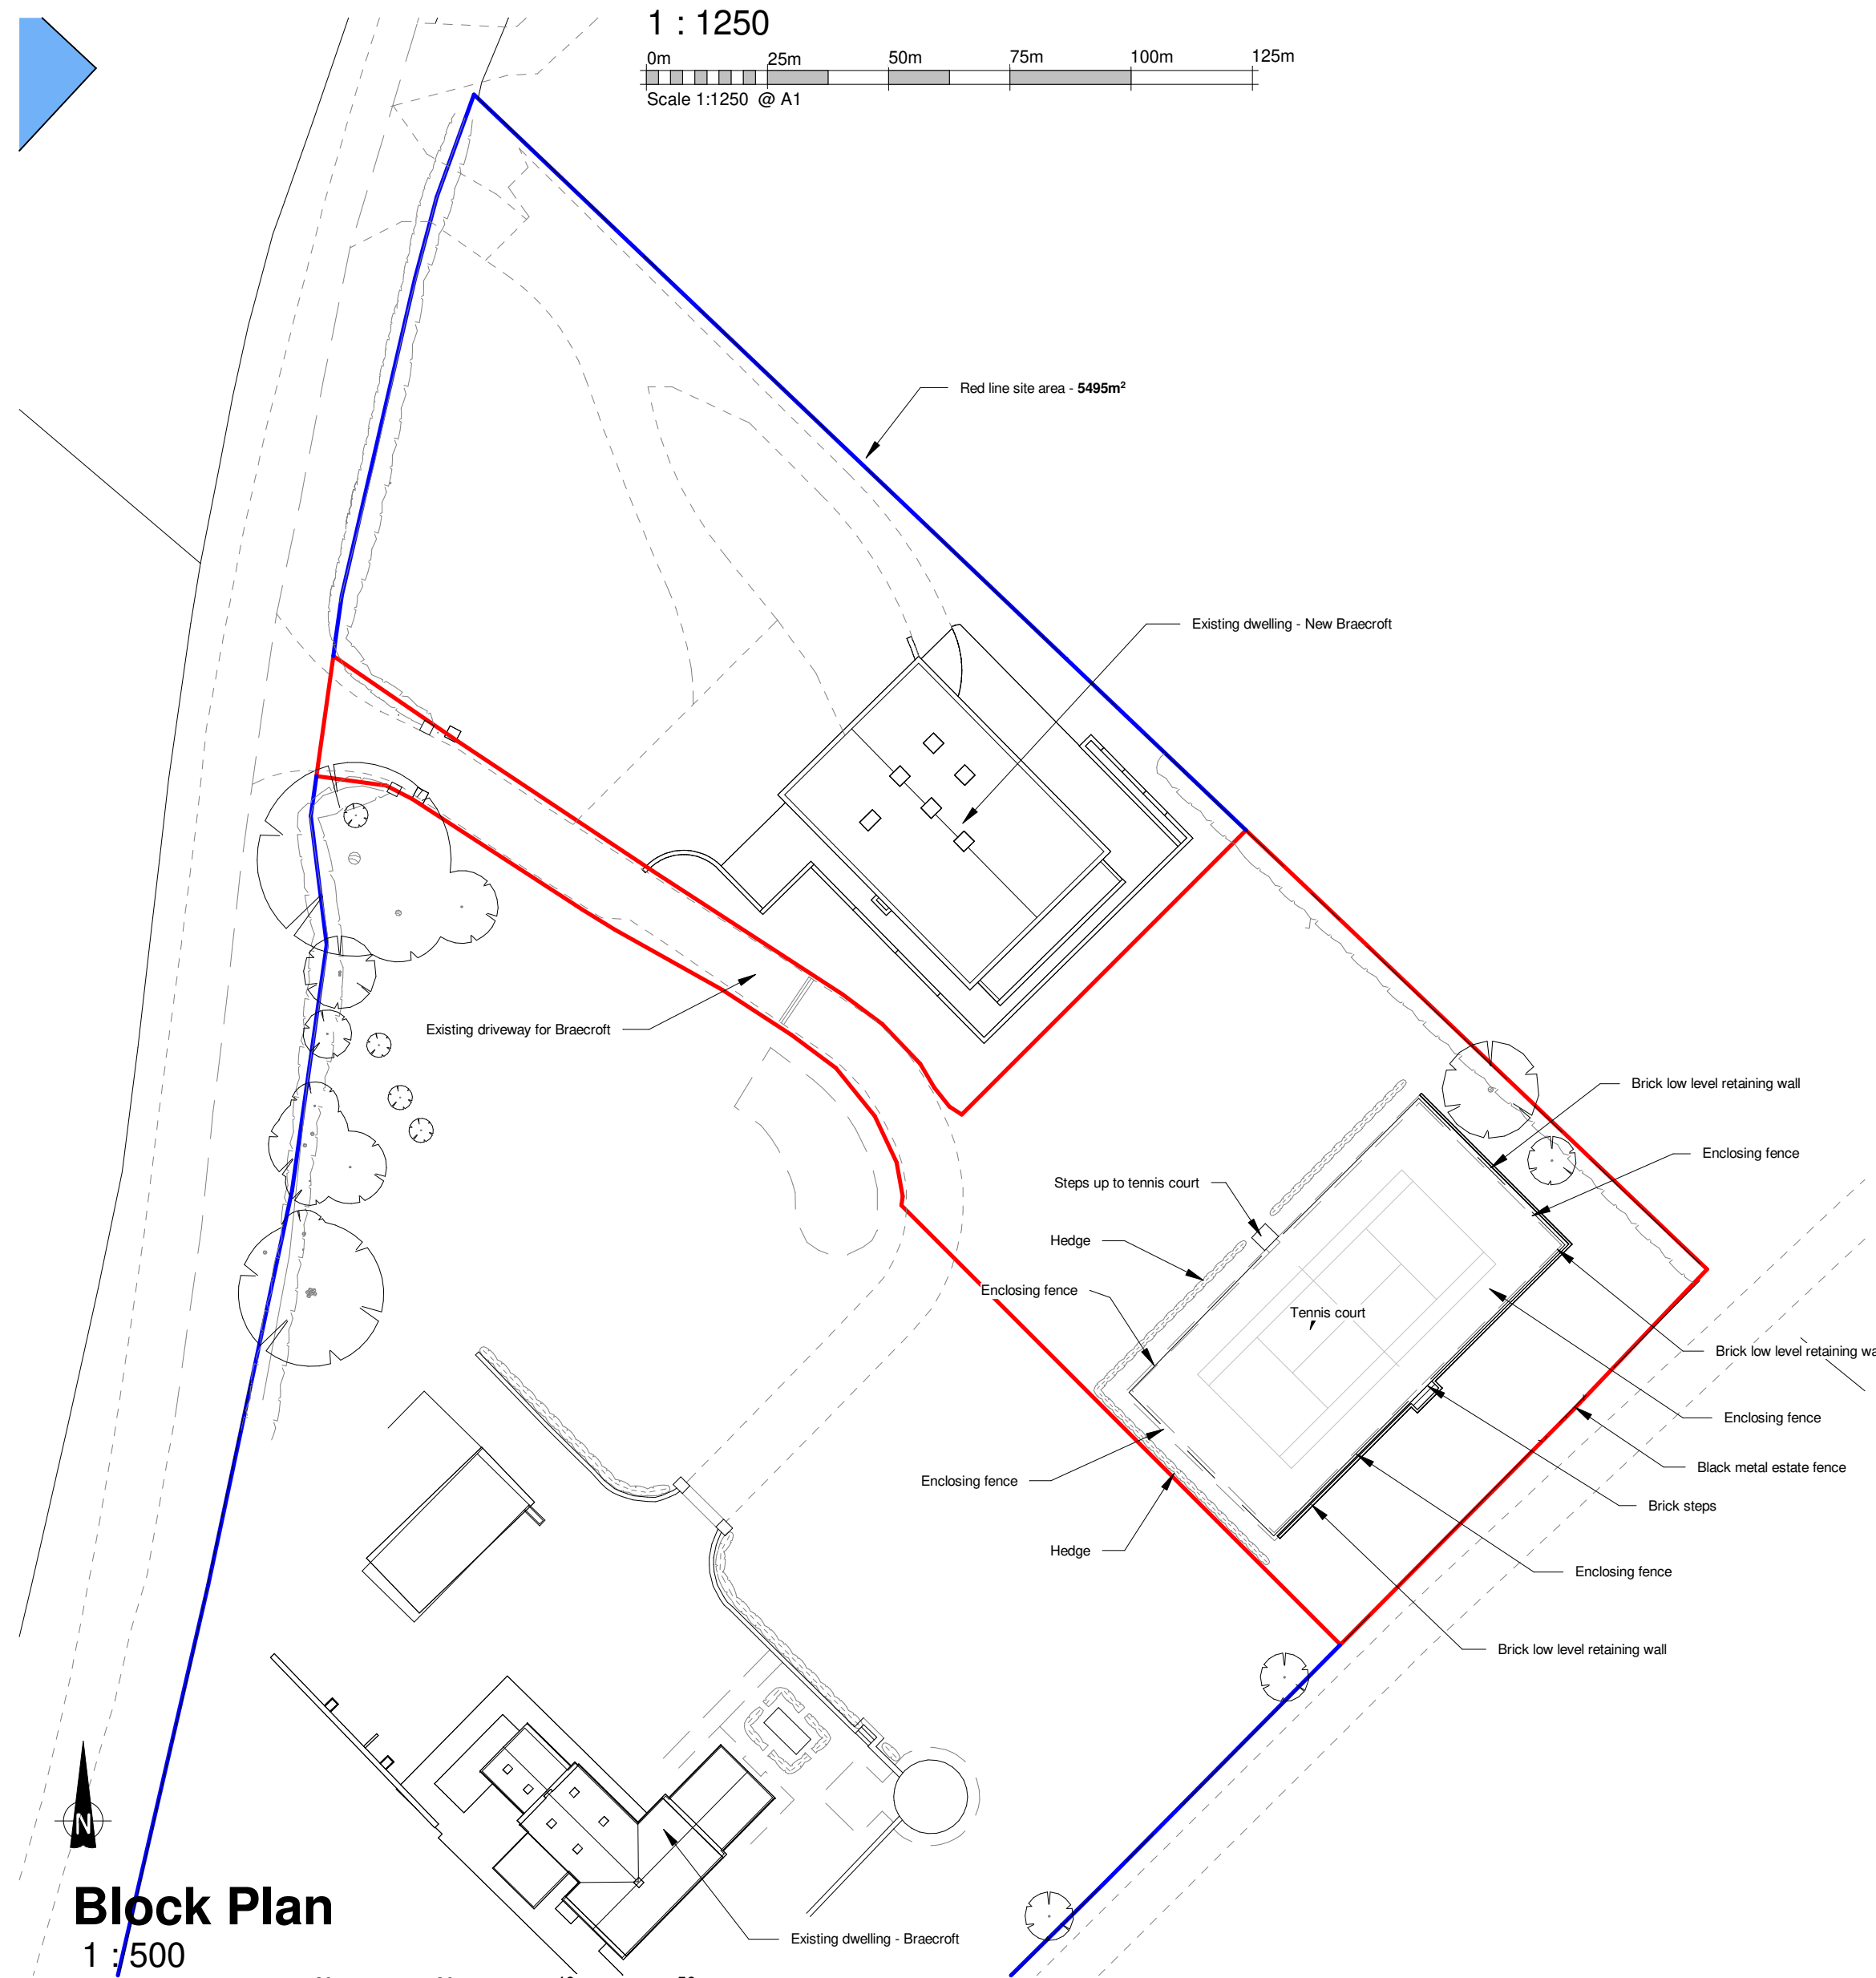 1 : 1250
0m 25m 50m 75m 100m 125m
Scale 1:1250 @ A1
Red line site area - 5495m²
Existing dwelling - New Braecroft
Existing driveway for Braecroft
Brick low level retaining wall
Enclosing fence
Steps up to tennis court
Hedge
Enclosing fence
Tennis court
Brick low level retaining wa
Enclosing fence
Black metal estate fence
Enclosing fence
Brick steps
Hedge
Enclosing fence
Brick low level retaining wall
N
Block Plan
Existing dwelling - Braecroft
1 : 500